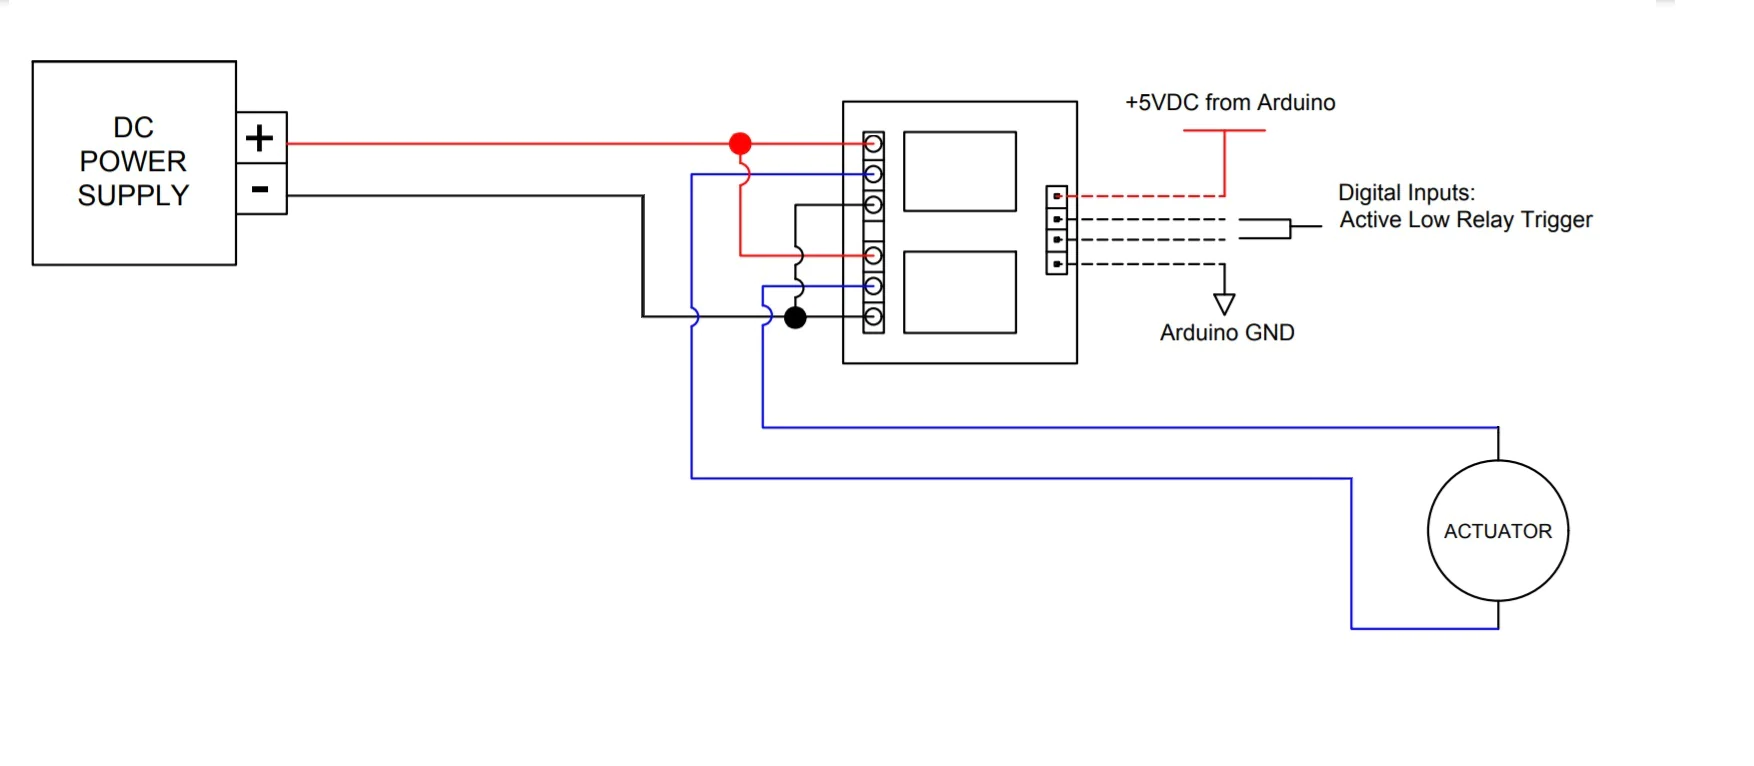 DC
POWER
SUPPLY
+
-
+5VDC from Arduino
Digital Inputs:
Active Low Relay Trigger
Arduino GND
ACTUATOR